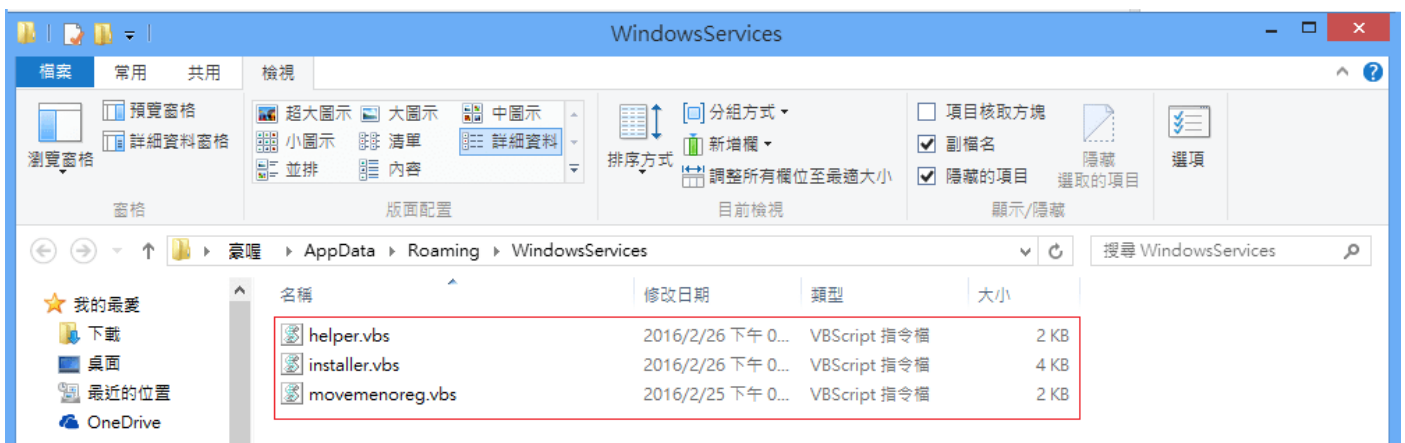 WindowsServices
檔案 常用 共用 檢視
預覽窗格
詳細資料窗格
瀏覽窗格
窗格
超大圖示 大圖示 中圖示
小圖示 清單 詳細資料
並排 內容
版面配置
排序方式
分組方式
新增欄
調整所有欄位至最適大小
目前檢視
項目核取方塊
副檔名
隱藏的項目
隱藏
選取的項目
顯示/隱藏
選項
豪喔 AppData Roaming WindowsServices
搜尋 WindowsServices
我的最愛
下載
桌面
最近的位置
OneDrive
名稱 修改日期 類型 大小
helper.vbs 2016/2/26 下午 0... VBScript 指令檔 2 KB
installer.vbs 2016/2/26 下午 0... VBScript 指令檔 4 KB
movemenoreg.vbs 2016/2/25 下午 0... VBScript 指令檔 2 KB